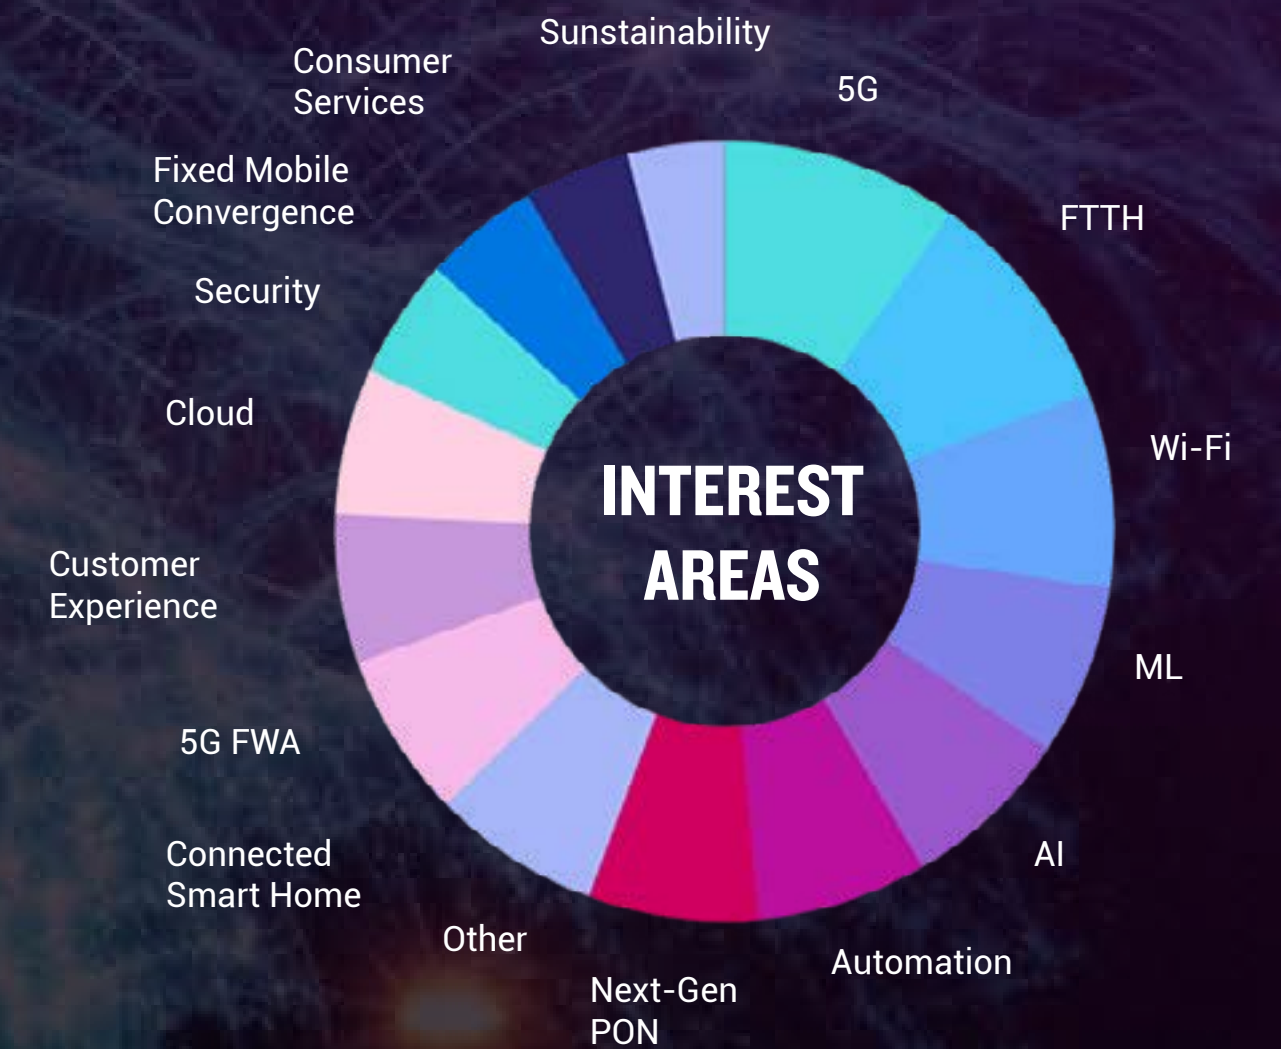 Sunstainability
Consumer
Services
5G
Fixed Mobile
Convergence
FTTH
Security
Cloud
Wi-Fi
INTEREST
AREAS
Customer
Experience
ML
5G FWA
Connected
Smart Home
AI
Other
Automation
Next-Gen
PON